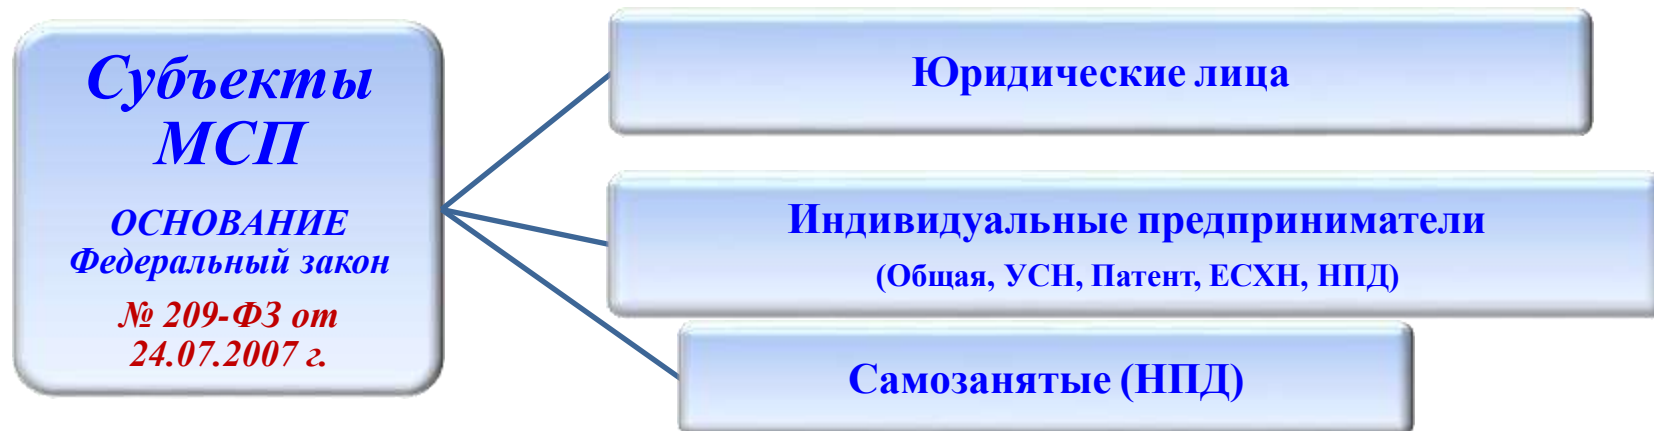 Субъекты
МСП
ОСНОВАНИЕ
Федеральный закон
№ 209-ФЗ от
24.07.2007 г.
Юридические лица
Индивидуальные предприниматели
(Общая, УСН, Патент, ЕСХН, НПД)
Самозанятые (НПД)